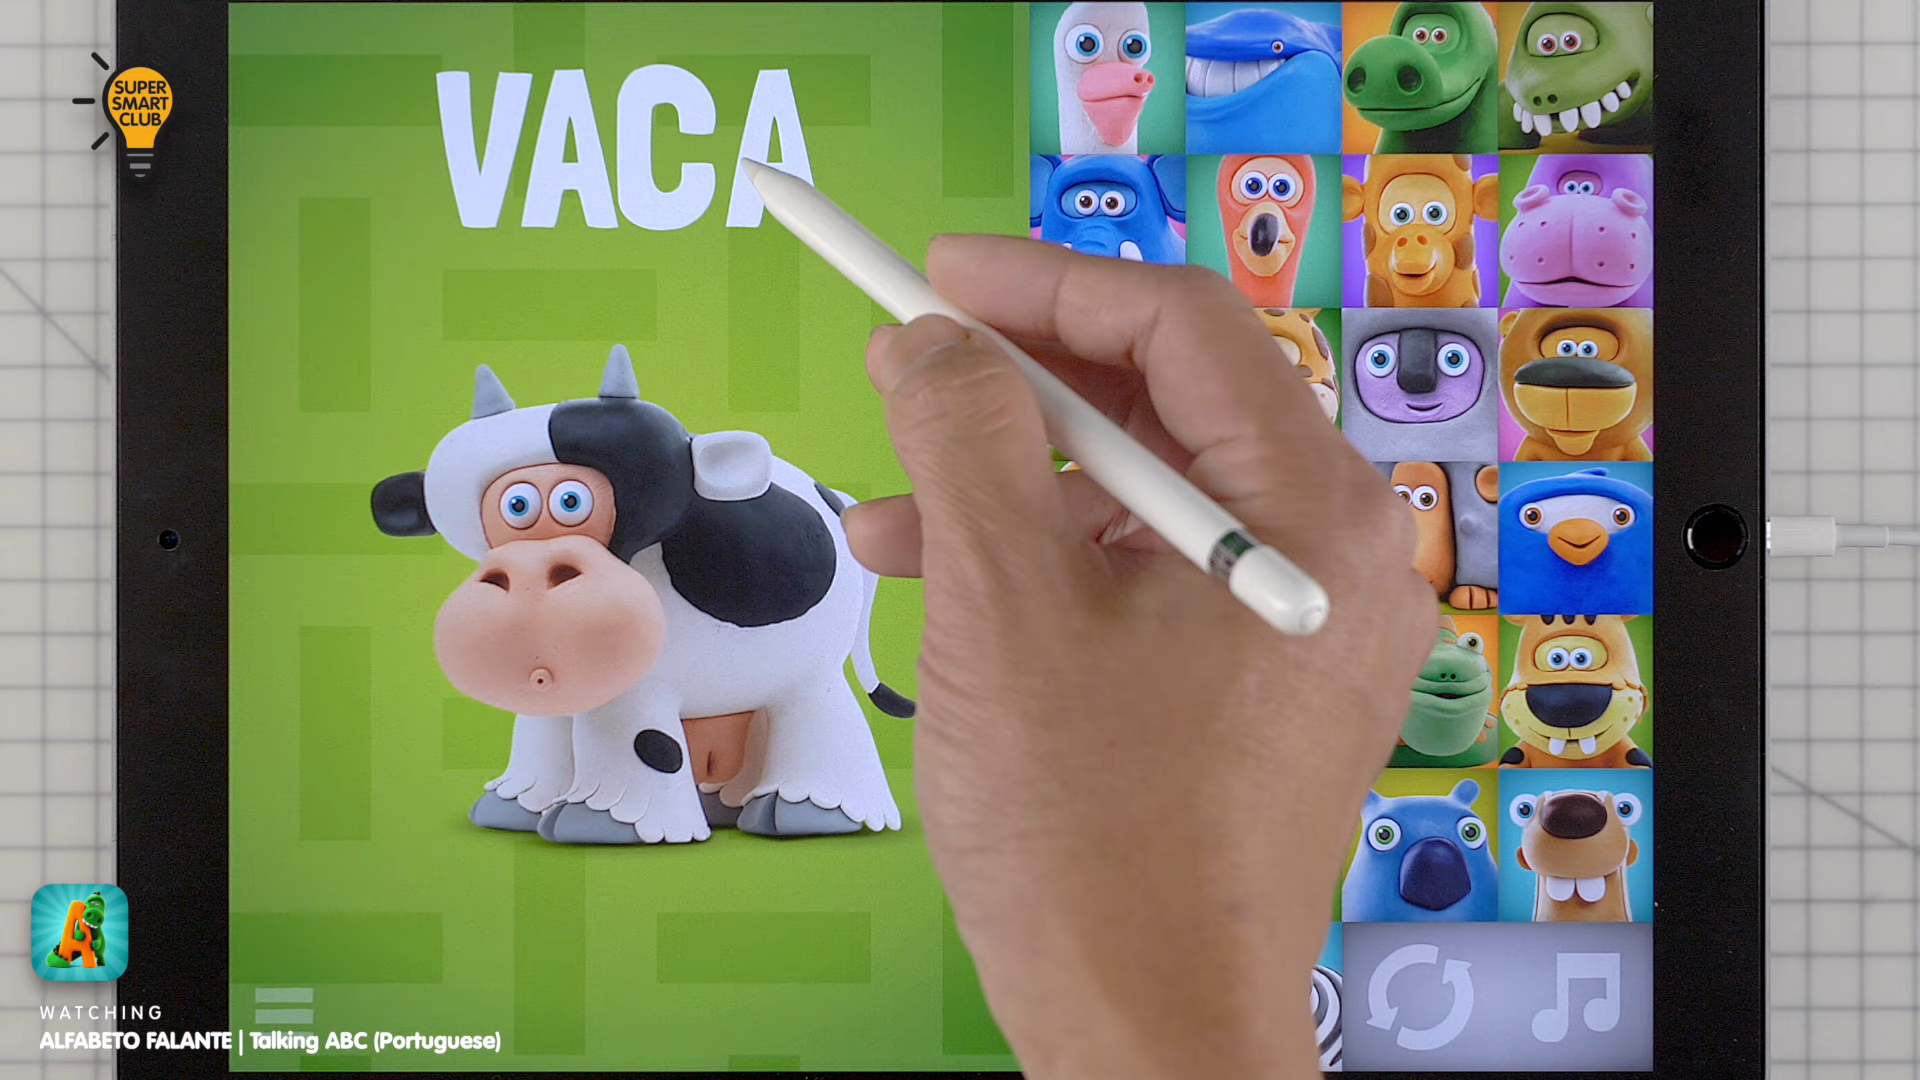 SUPER
SMART
CLUB
VACA
A
WATCHING
ALFABETO FALANTE | Talking ABC (Portuguese)